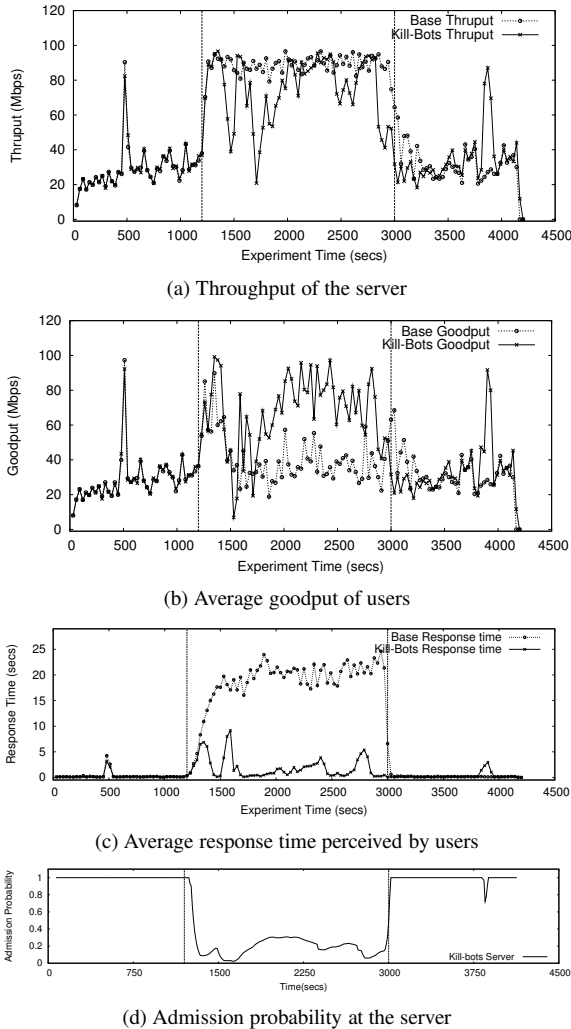 Base Thruput
Kill-Bots Thruput
Thruput (Mbps)
120
100
80
60
40
20
0
0 500 1000 1500 2000 2500 3000 3500 4000 4500
Experiment Time (secs)
(a) Throughput of the server
Base Goodput
Kill-Bots Goodput
Goodput (Mbps)
120
100
80
60
40
20
0
0 500 1000 1500 2000 2500 3000 3500 4000 4500
Experiment Time (secs)
(b) Average goodput of users
Base Response time
Kill-Bots Response time
Response Time (secs)
25
20
15
10
5
0
0 500 1000 1500 2000 2500 3000 3500 4000 4500
Experiment Time (secs)
(c) Average response time perceived by users
Admission Probability
1
0.8
0.6
0.4
0.2
0
Kill-bots Server
0 750 1500 2250 3000 3750 4500
Time(secs)
(d) Admission probability at the server